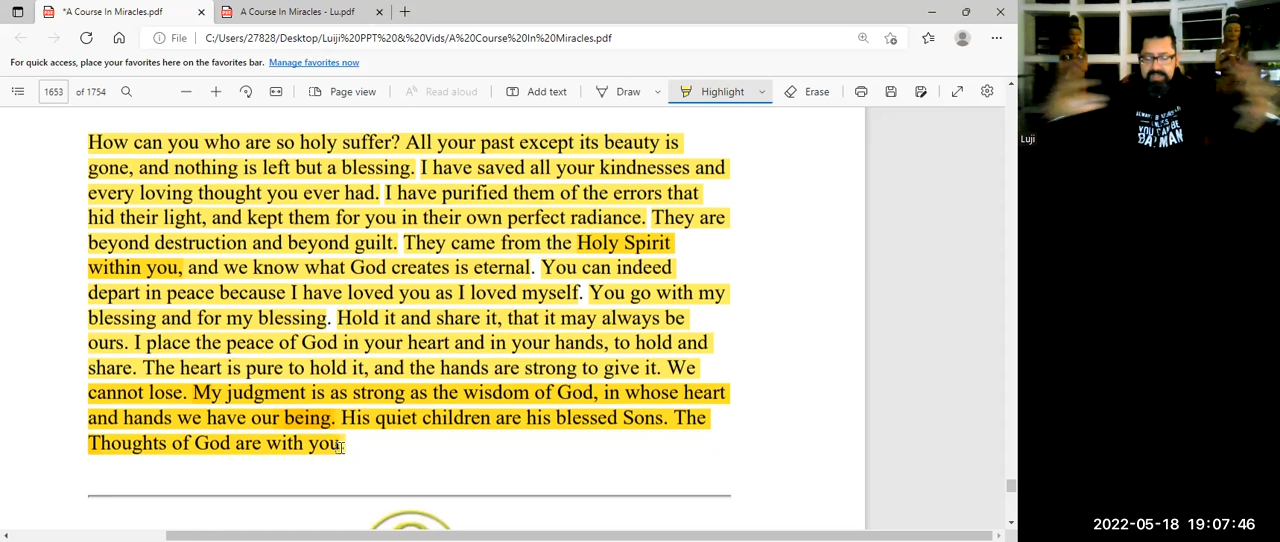 *A Course In Miracles.pdf
A Course In Miracles - Lu.pdf
File
C:/Users/27828/Desktop/Luiji%20PPT%20&%20Vids/A%20Course%20In%20Miracles.pdf
For quick access, place your favorites here on the favorites bar. Manage favorites now
1653 of 1754
Page view
Read aloud
Add text
Draw
Highlight
Erase
How can you who are so holy suffer? All your past except its beauty is
gone, and nothing is left but a blessing. I have saved all your kindnesses and
every loving thought you ever had. I have purified them of the errors that
hid their light, and kept them for you in their own perfect radiance. They are
beyond destruction and beyond guilt. They came from the Holy Spirit
within you, and we know what God creates is eternal. You can indeed
depart in peace because I have loved you as I loved myself. You go with my
blessing and for my blessing. Hold it and share it, that it may always be
ours. I place the peace of God in your heart and in your hands, to hold and
share. The heart is pure to hold it, and the hands are strong to give it. We
cannot lose. My judgment is as strong as the wisdom of God, in whose heart
and hands we have our being. His quiet children are his blessed Sons. The
Thoughts of God are with you.
Luji
YOU CAN BE
BATMAN
2022-05-18 19:07:46